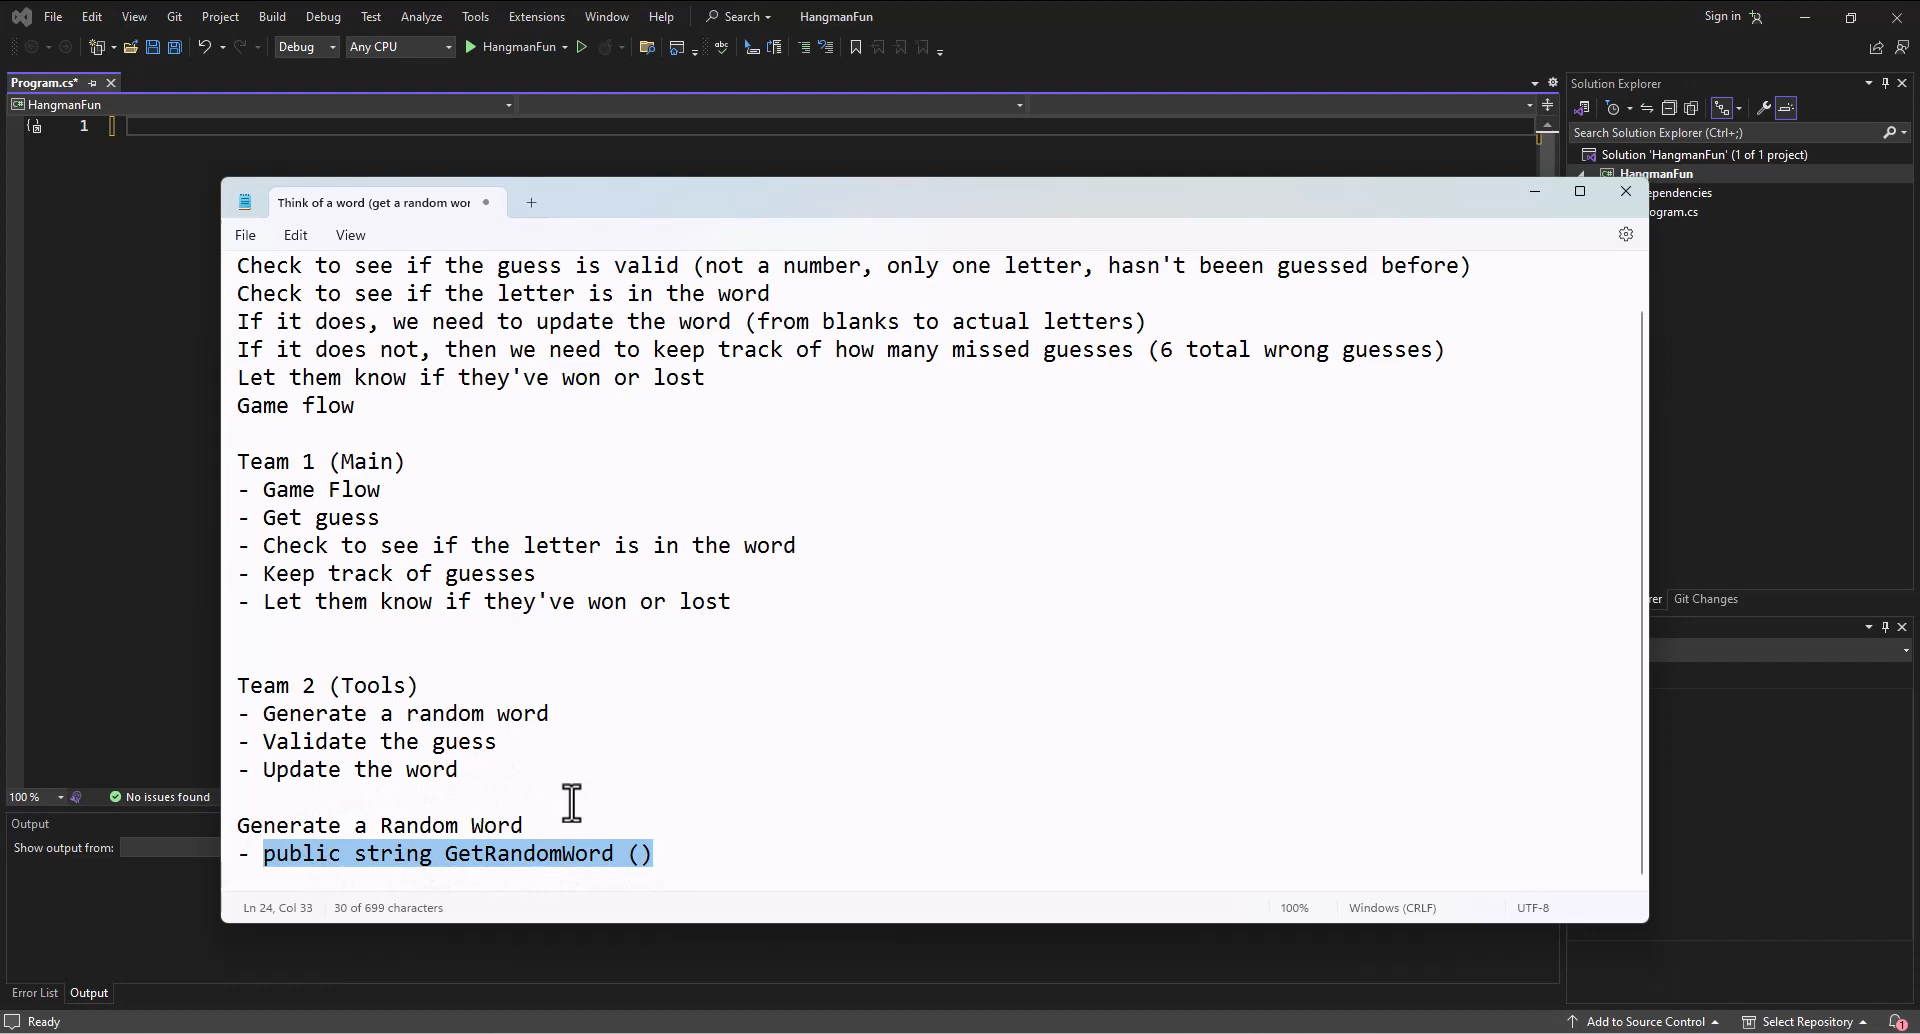 File Edit View Git Project Build Debug Test Analyze Tools Extensions Window Help Search HangmanFun Sign in
Debug Any CPU HangmanFun
Program.cs*
Solution Explorer
C# HangmanFun
1
Search Solution Explorer (Ctrl+;)
Solution 'HangmanFun' (1 of 1 project)
C# HangmanFun
ependencies
ogram.cs
Think of a word (get a random wor
File Edit View
Check to see if the guess is valid (not a number, only one letter, hasn't beeen guessed before)
Check to see if the letter is in the word
If it does, we need to update the word (from blanks to actual letters)
If it does not, then we need to keep track of how many missed guesses (6 total wrong guesses)
Let them know if they've won or lost
Game flow
Team 1 (Main)
- Game Flow
- Get guess
- Check to see if the letter is in the word
- Keep track of guesses
- Let them know if they've won or lost
Team 2 (Tools)
- Generate a random word
- Validate the guess
- Update the word
Generate a Random Word
- public string GetRandomWord ()
Ln 24, Col 33 30 of 699 characters 100% Windows (CRLF) UTF-8
rer Git Changes
100 % No issues found
Output
Show output from:
Error List Output
Ready Add to Source Control Select Repository 1